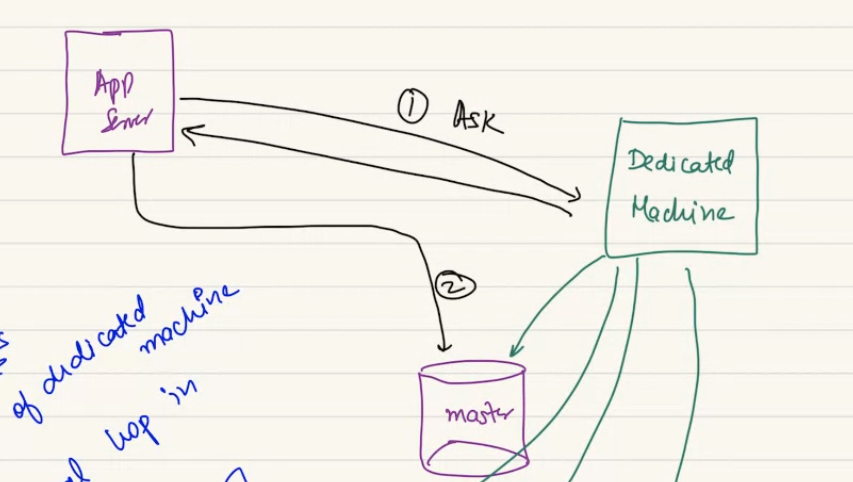 App
Server
① Ask
Dedicated
Machine
②
of dedicated
machine
hop in
master